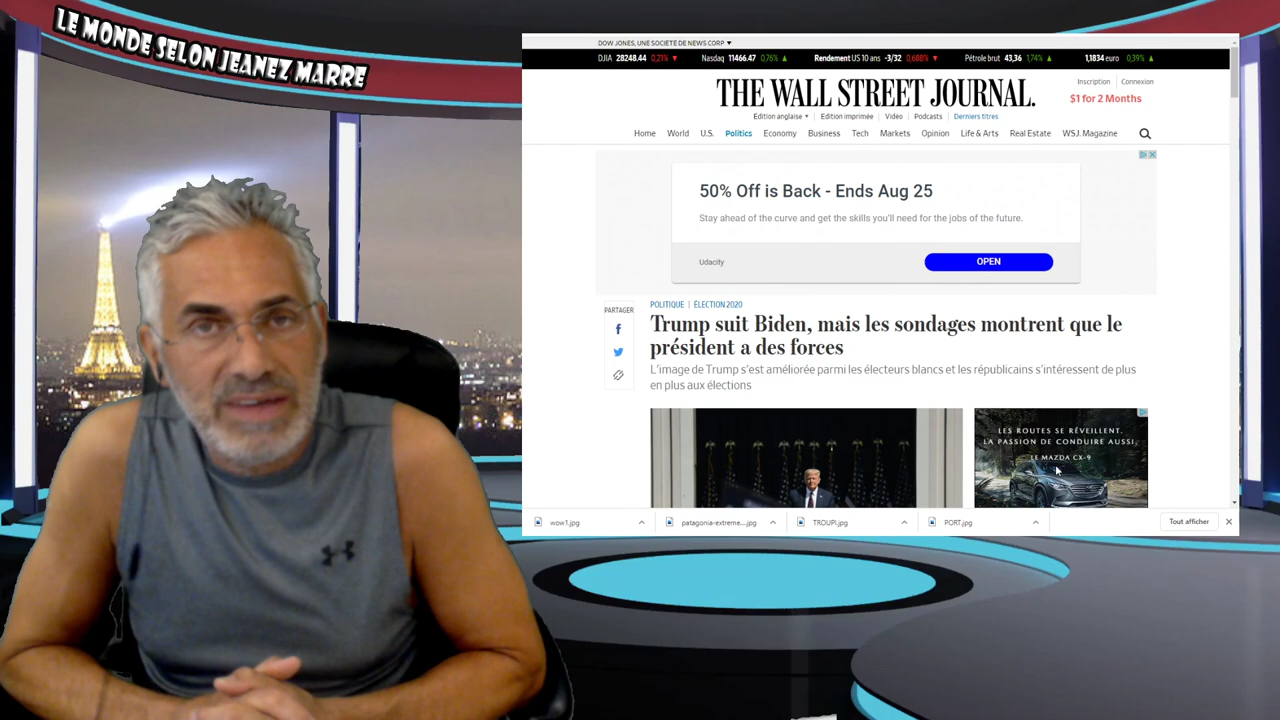 LE MONDE SELON JEANEZ MARRE
DOW JONES, UNE SOCIETE DE NEWS CORP
DJIA 28248.44 0,21% Nasdaq 11466.47 0,76% Rendement US 10 ans -3/32 0,688% Pétrole brut 43,36 1,74% 1,1834 euro 0,39%
THE WALL STREET JOURNAL.
Inscription Connexion
$1 for 2 Months
Edition anglaise Edition imprimée Vidéo Podcasts Derniers titres
Home World U.S. Politics Economy Business Tech Markets Opinion Life & Arts Real Estate WSJ. Magazine
50% Off is Back - Ends Aug 25
Stay ahead of the curve and get the skills you'll need for the jobs of the future.
Udacity OPEN
PARTAGER
POLITIQUE | ÉLECTION 2020
Trump suit Biden, mais les sondages montrent que le
président a des forces
L'image de Trump s'est améliorée parmi les électeurs blancs et les républicains s'intéressent de plus
en plus aux élections
LES ROUTES SE RÉVEILLENT.
LA PASSION DE CONDUIRE AUSSI.
LE MAZDA CX-9
wow1.jpg patagonia-extreme....jpg TROUPI.jpg PORT.jpg Tout afficher